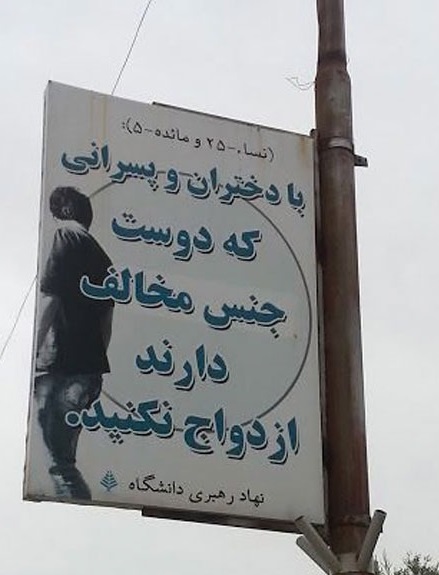 (نساء-۲۵ و مائده-۵):
با دختران و پسرانی
که دوست
جنس مخالف
دارند
ازدواج نکنید.
نهاد رهبری دانشگاه